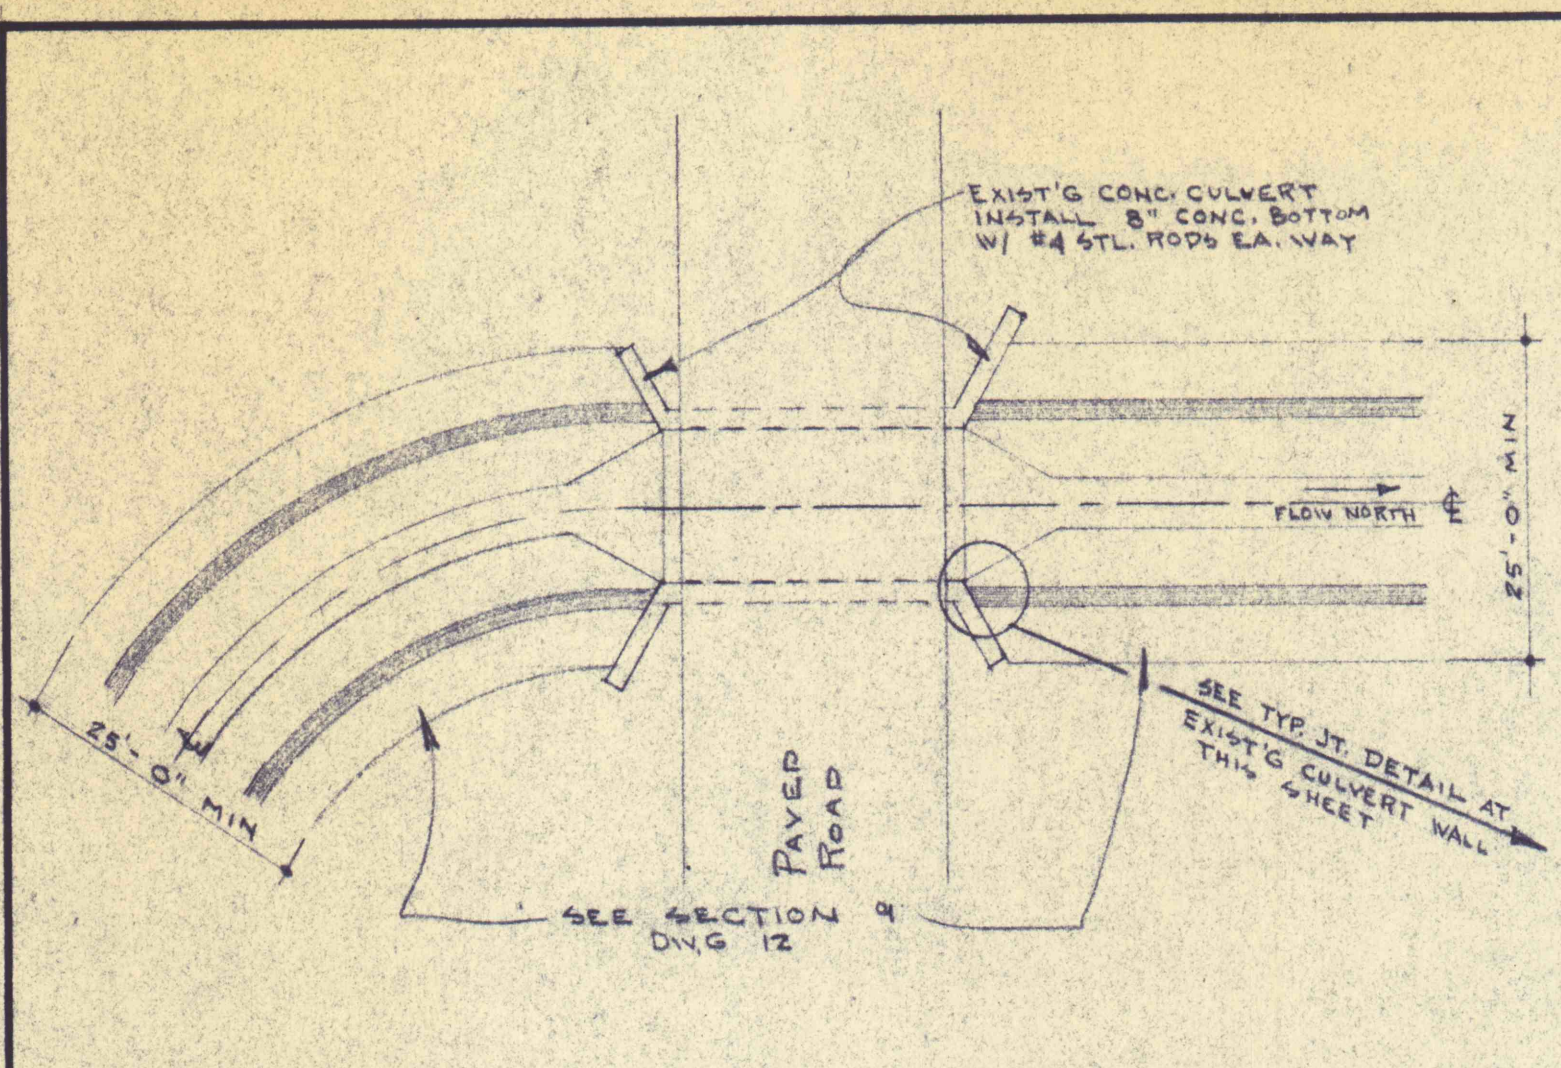 EXIST'G CONC. CULVERT
INSTALL 8" CONC. BOTTOM
W/ #4 STL. RODS EA. WAY
25'-0" MIN
FLOW NORTH ℄
SEE TYP. JT. DETAIL AT
EXIST'G CULVERT WALL
THIS SHEET
25'-0" MIN
PAVED
ROAD
SEE SECTION 9
DWG 12